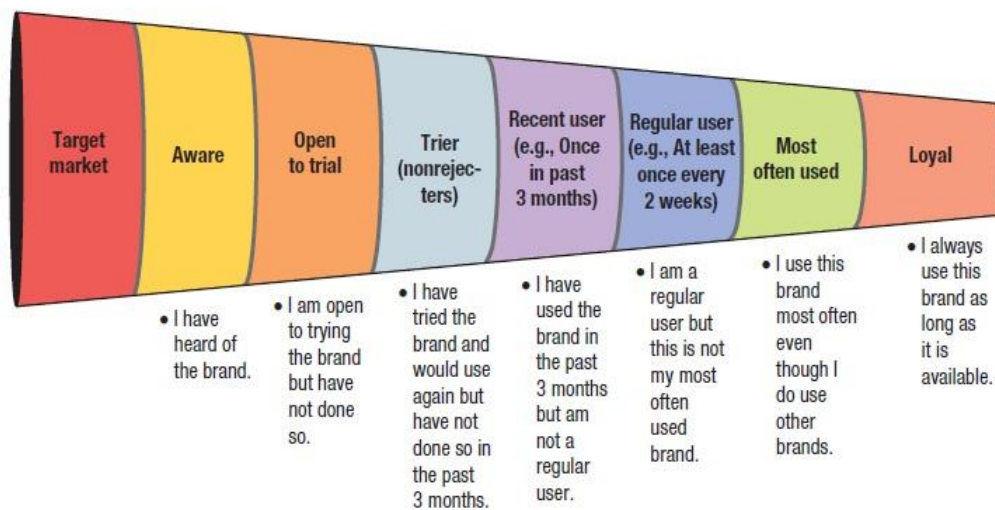 Target
market
Aware
Open
to trial
Trier
(nonrejec-
ters)
Recent user
(e.g., Once
in past
3 months)
Regular user
(e.g., At least
once every
2 weeks)
Most
often used
Loyal
• I have
heard of
the brand.
• I am open
to trying
the brand
but have
not done
so.
• I have
tried the
brand and
would use
again but
have not
done so in
the past
3 months.
• I have
used the
brand in
the past
3 months
but am
not a
regular
user.
• I am a
regular
user but
this is not
my most
often
used
brand.
• I use this
brand
most often
even
though I
do use
other
brands.
• I always
use this
brand as
long as
it is
available.